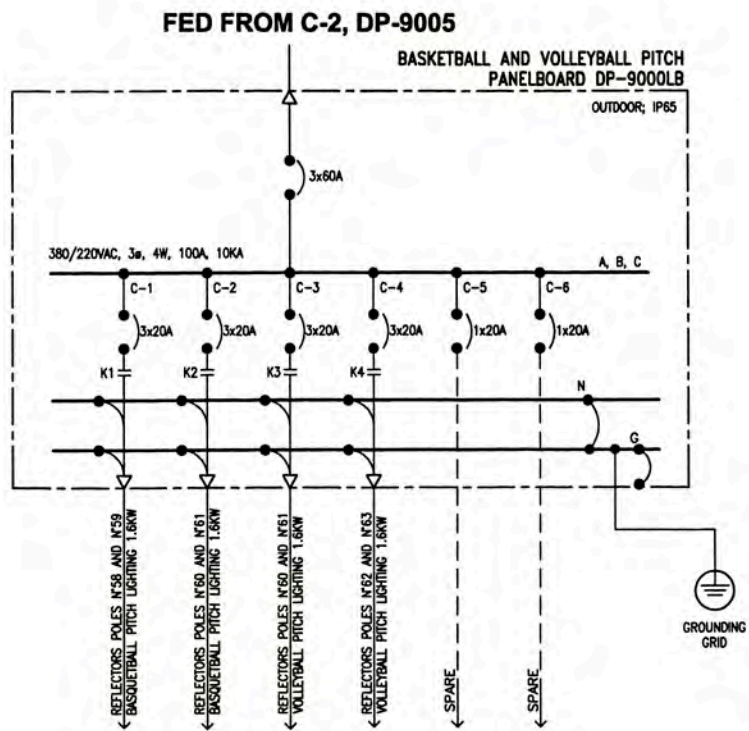 FED FROM C-2, DP-9005
BASKETBALL AND VOLLEYBALL PITCH
PANELBOARD DP-9000LB
OUTDOOR; IP65
3x60A
380/220VAC, 3ø, 4W, 100A, 10KA
A, B, C
C-1
C-2
C-3
C-4
C-5
C-6
3x20A
3x20A
3x20A
3x20A
1x20A
1x20A
K1
K2
K3
K4
N
G
REFLECTORS POLES N°58 AND N°59
BASQUETBALL PITCH LIGHTING 1.6KW
REFLECTORS POLES N°60 AND N°61
BASQUETBALL PITCH LIGHTING 1.6KW
REFLECTORS POLES N°60 AND N°61
VOLLEYBALL PITCH LIGHTING 1.6KW
REFLECTORS POLES N°62 AND N°63
VOLLEYBALL PITCH LIGHTING 1.6KW
SPARE
SPARE
GROUNDING
GRID